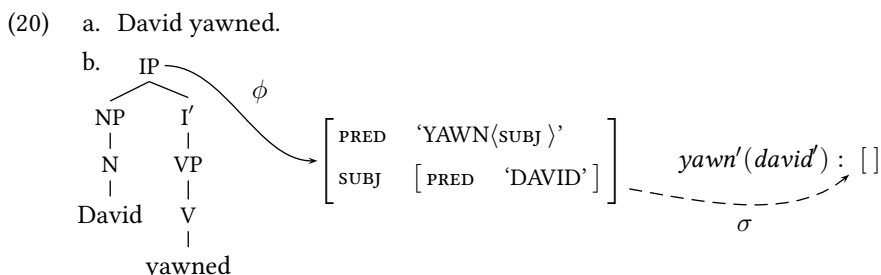 (20) a. David yawned.
b. IP
ϕ
NP I′
[PRED ‘YAWN⟨SUBJ⟩’
yawn′(david′) : [ ]
N VP
SUBJ [PRED ‘DAVID’]]
David V
σ
yawned